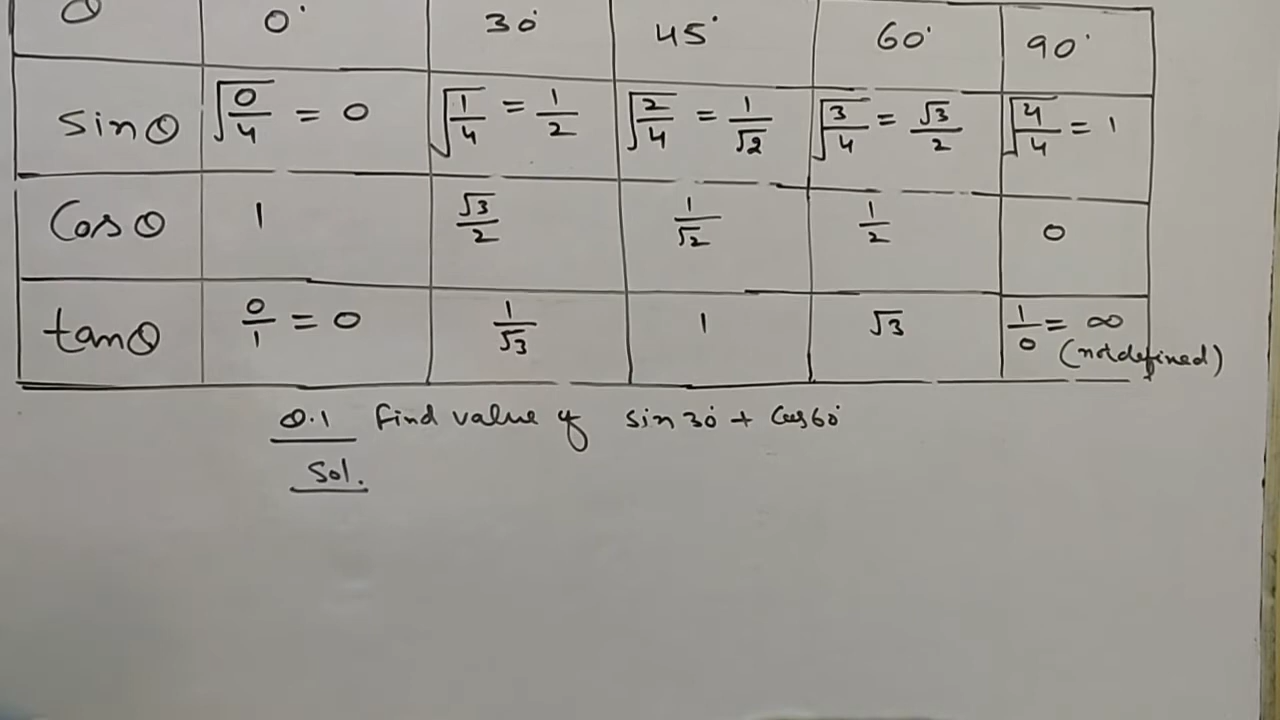 θ 0° 30° 45° 60° 90°
sinθ √0/4 = 0 √1/4 = 1/2 √2/4 = 1/√2 √3/4 = √3/2 √4/4 = 1
Cosθ 1 √3/2 1/√2 1/2 0
tanθ 0/1 = 0 1/√3 1 √3 1/0 = ∞
(notdefined)
Q.1 Find value of sin30° + Cos60°
Sol.